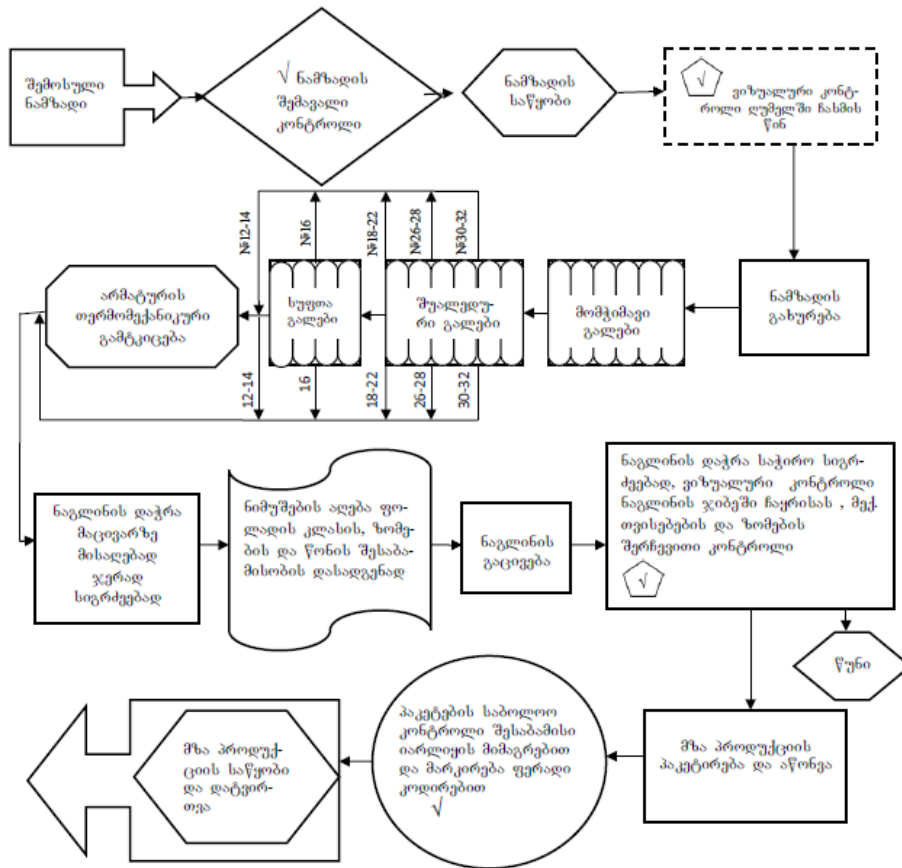 შემოსული
ნამზადი
√ ნამზადის
შემავალი
კონტროლი
ნამზადის
საწყობი
√
ვიზუალური კონტ-
როლი ღუმელში ჩასმის
წინ
№12-14
№16
№18-22
№26-28
№30-32
არმატურის
თერმომექანიკური
გამტკიცება
სუფთა
გალები
შუალედუ-
რი გალები
მომჭიმავი
გალები
ნამზადის
გახურება
12-14
16
18-22
26-28
30-32
ნაგლინის დაჭრა
მაცივარზე
მისაღებად
ჯერად
სიგრძეებად
ნიმუშების აღება ფო-
ლადის კლასის, ზომე-
ბის და წონის შესაბა-
მისობის დასადგენად
ნაგლინის
გაცივება
ნაგლინის დაჭრა საჭირო სიგრ-
ძეებად, ვიზუალური კონტროლი
ნაგლინის ჯიბეში ჩაყრისას , მექ.
თვისებების და ზომების
შერჩევითი კონტროლი
√
წუნი
მზა პროდუქ-
ციის საწყობი
და დატვირ-
თვა
პაკეტების საბოლოო
კონტროლი შესაბამისი
იარლიყის მიმაგრებით
და მარკირება ფერადი
კოდირებით
√
მზა პროდუქციის
პაკეტირება და აწონვა